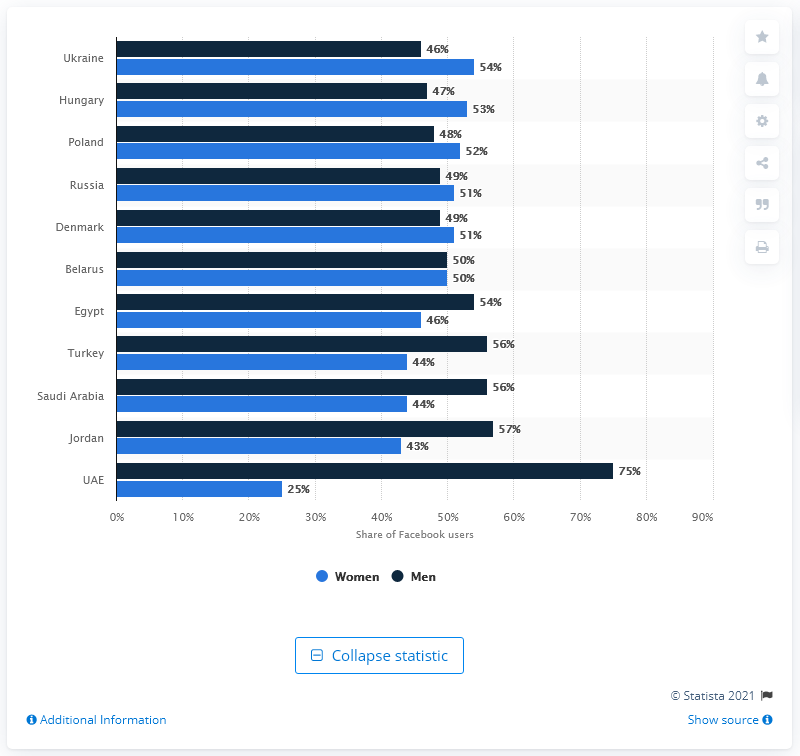 Ukraine
46%
54%
Hungary
47%
53%
Poland
48%
52%
Russia
49%
51%
Denmark
49%
51%
Belarus
50%
50%
Egypt
54%
46%
Turkey
56%
44%
Saudi Arabia
56%
44%
Jordan
57%
43%
UAE
75%
25%
0% 10% 20% 30% 40% 50% 60% 70% 80% 90%
Share of Facebook users
Women Men
Collapse statistic
© Statista 2021
Additional Information Show source